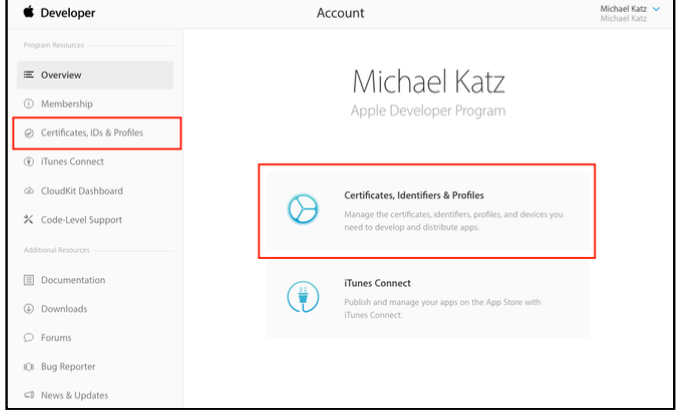 Developer
Account
Michael Katz
Michael Katz
Program Resources
Overview
Membership
Certificates, IDs & Profiles
iTunes Connect
CloudKit Dashboard
Code-Level Support
Additional Resources
Documentation
Downloads
Forums
Bug Reporter
News & Updates
Michael Katz
Apple Developer Program
Certificates, Identifiers & Profiles
Manage the certificates, identifiers, profiles, and devices you
need to develop and distribute apps.
iTunes Connect
Publish and manage your apps on the App Store with
iTunes Connect.